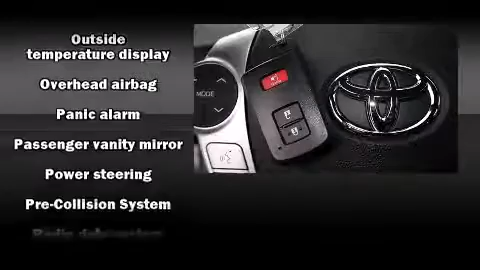 Outside
temperature display
Overhead airbag
Panic alarm
Passenger vanity mirror
Power steering
Pre-Collision System
MODE